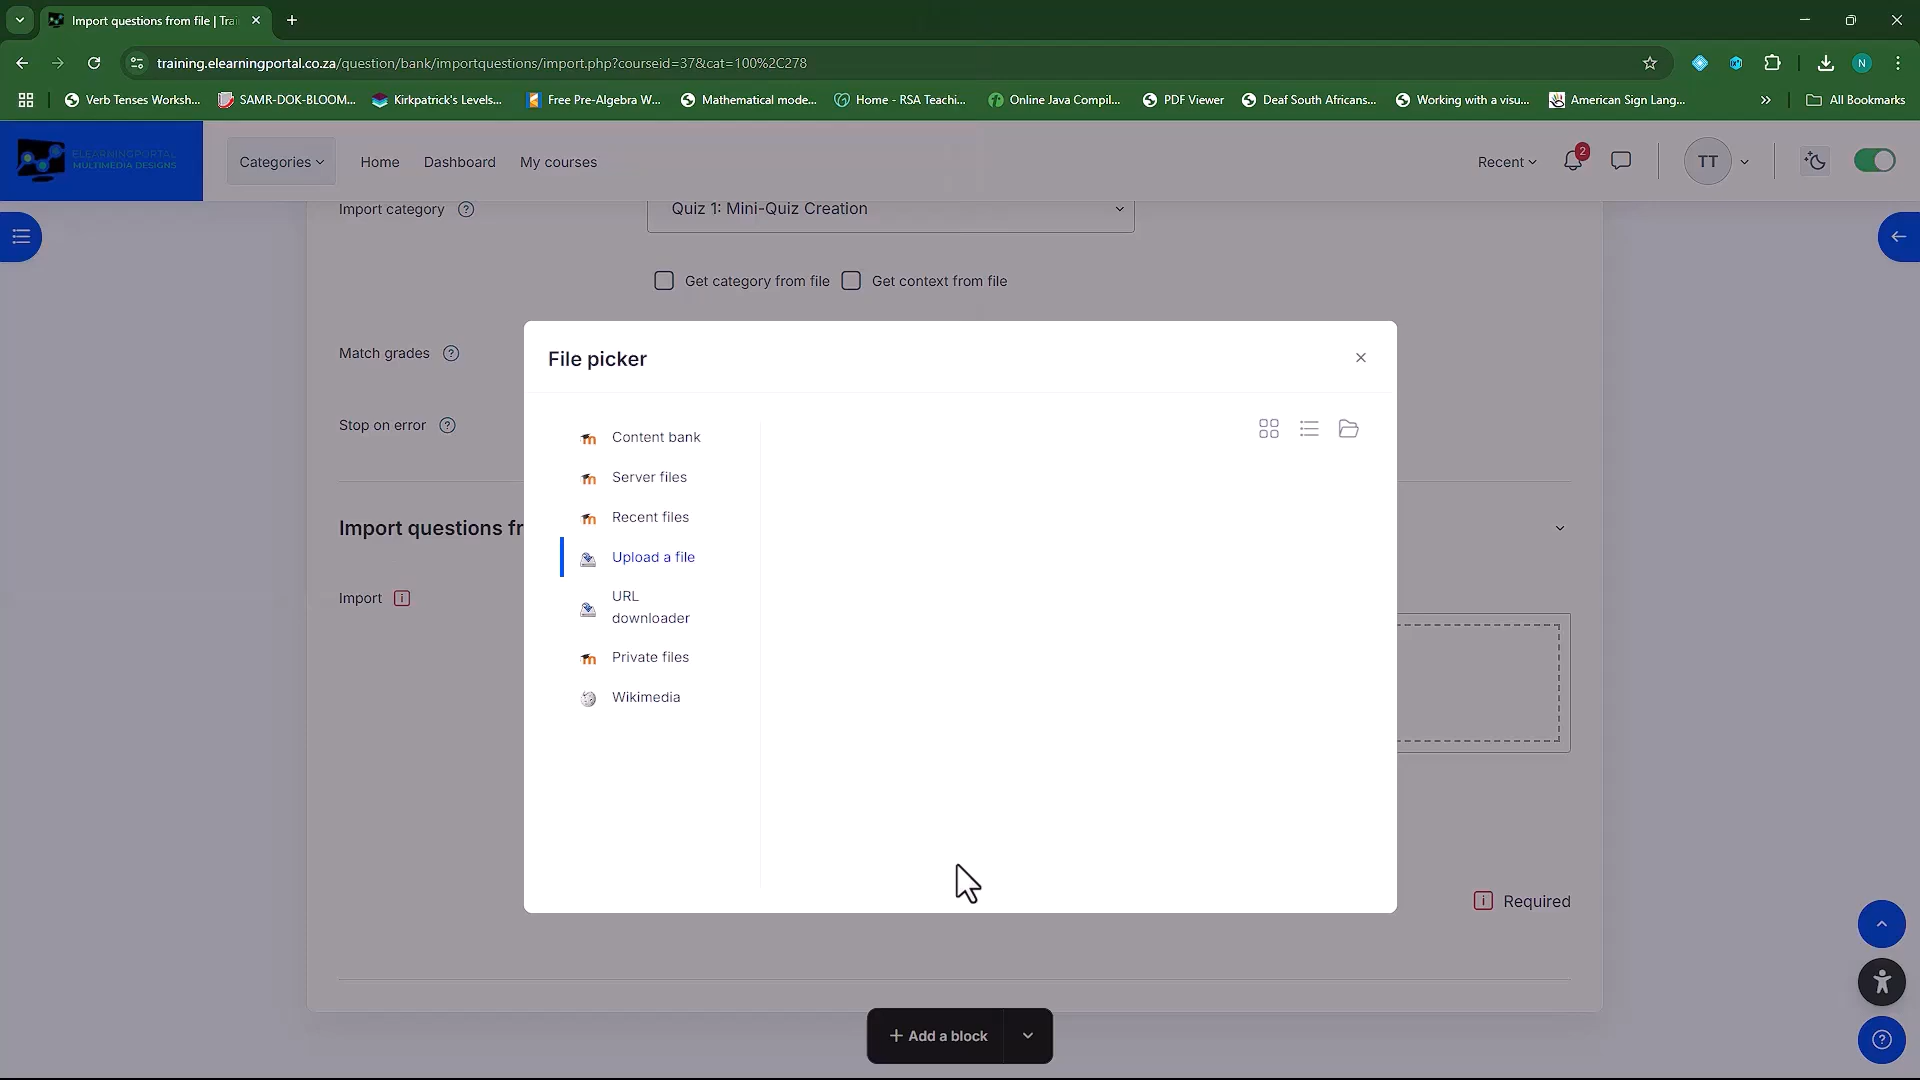 Import questions from file | Tra
training.elearningportal.co.za/question/bank/importquestions/import.php?courseid=37&cat=100%2C278
N
Verb Tenses Worksh...
SAMR-DOK-BLOOM...
Kirkpatrick's Levels...
Free Pre-Algebra W...
Mathematical mode...
Home - RSA Teachi...
Online Java Compil...
PDF Viewer
Deaf South Africans...
Working with a visu...
American Sign Lang...
All Bookmarks
ELEARNINGPORTAL
MULTIMEDIA DESIGNS
Categories
Home
Dashboard
My courses
Recent
2
TT
Import category
Quiz 1: Mini-Quiz Creation
Get category from file
Get context from file
Match grades
Stop on error
Import questions fr
Import
File picker
Content bank
Server files
Recent files
Upload a file
URL
downloader
Private files
Wikimedia
Required
+ Add a block